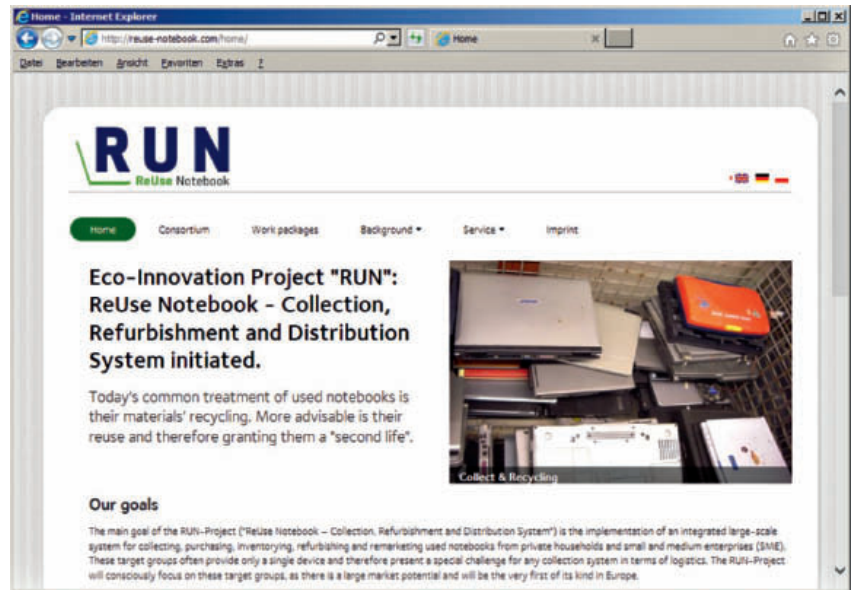 Home - Internet Explorer
http://reuse-notebook.com/home/
Home
Datei Bearbeiten Ansicht Favoriten Extras ?
RUN
ReUse Notebook
Home Consortium Work packages Background Service Imprint
Eco-Innovation Project "RUN":
ReUse Notebook - Collection,
Refurbishment and Distribution
System initiated.
Today's common treatment of used notebooks is
their materials' recycling. More advisable is their
reuse and therefore granting them a "second life".
Collect & Recycling
Our goals
The main goal of the RUN-Project ("ReUse Notebook – Collection, Refurbishment and Distribution System") is the implementation of an integrated large-scale
system for collecting, purchasing, inventorying, refurbishing and remarketing used notebooks from private households and small and medium enterprises (SME).
These target groups often provide only a single device and therefore present a special challenge for any collection system in terms of logistics. The RUN-Project
will consciously focus on these target groups, as there is a large market potential and will be the very first of its kind in Europe.